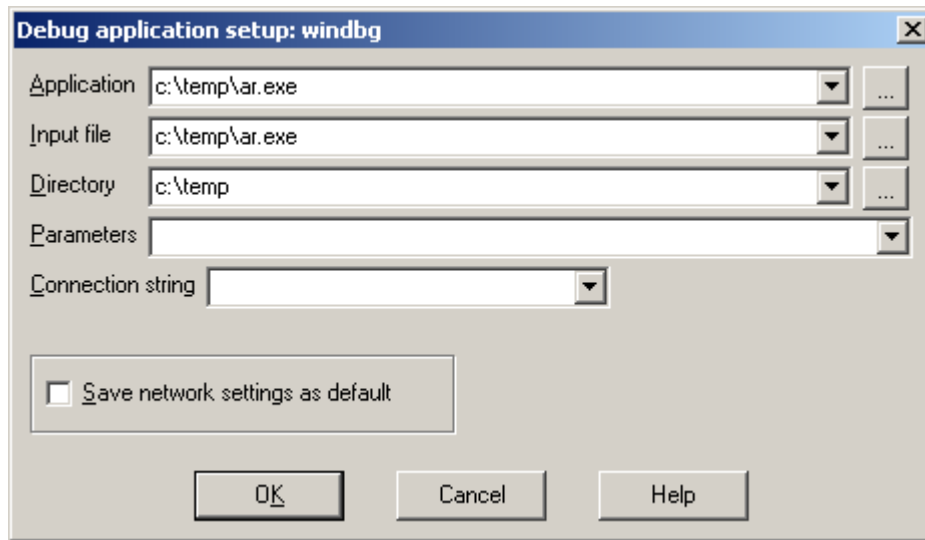 Debug application setup: windbg
Application c:\temp\ar.exe ...
Input file c:\temp\ar.exe ...
Directory c:\temp ...
Parameters
Connection string
Save network settings as default
OK Cancel Help